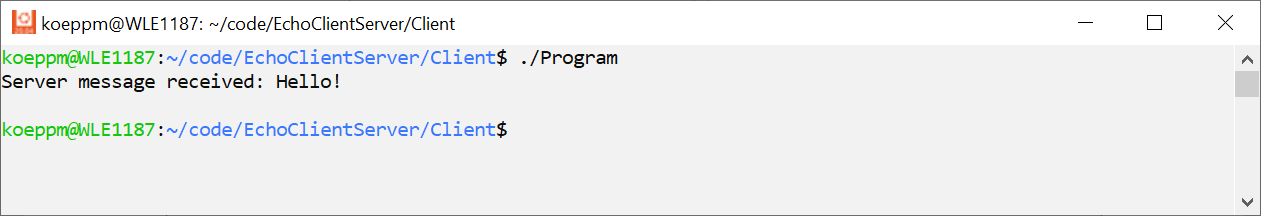 koeppm@WLE1187: ~/code/EchoClientServer/Client
koeppm@WLE1187:~/code/EchoClientServer/Client$ ./Program
Server message received: Hello!
koeppm@WLE1187:~/code/EchoClientServer/Client$